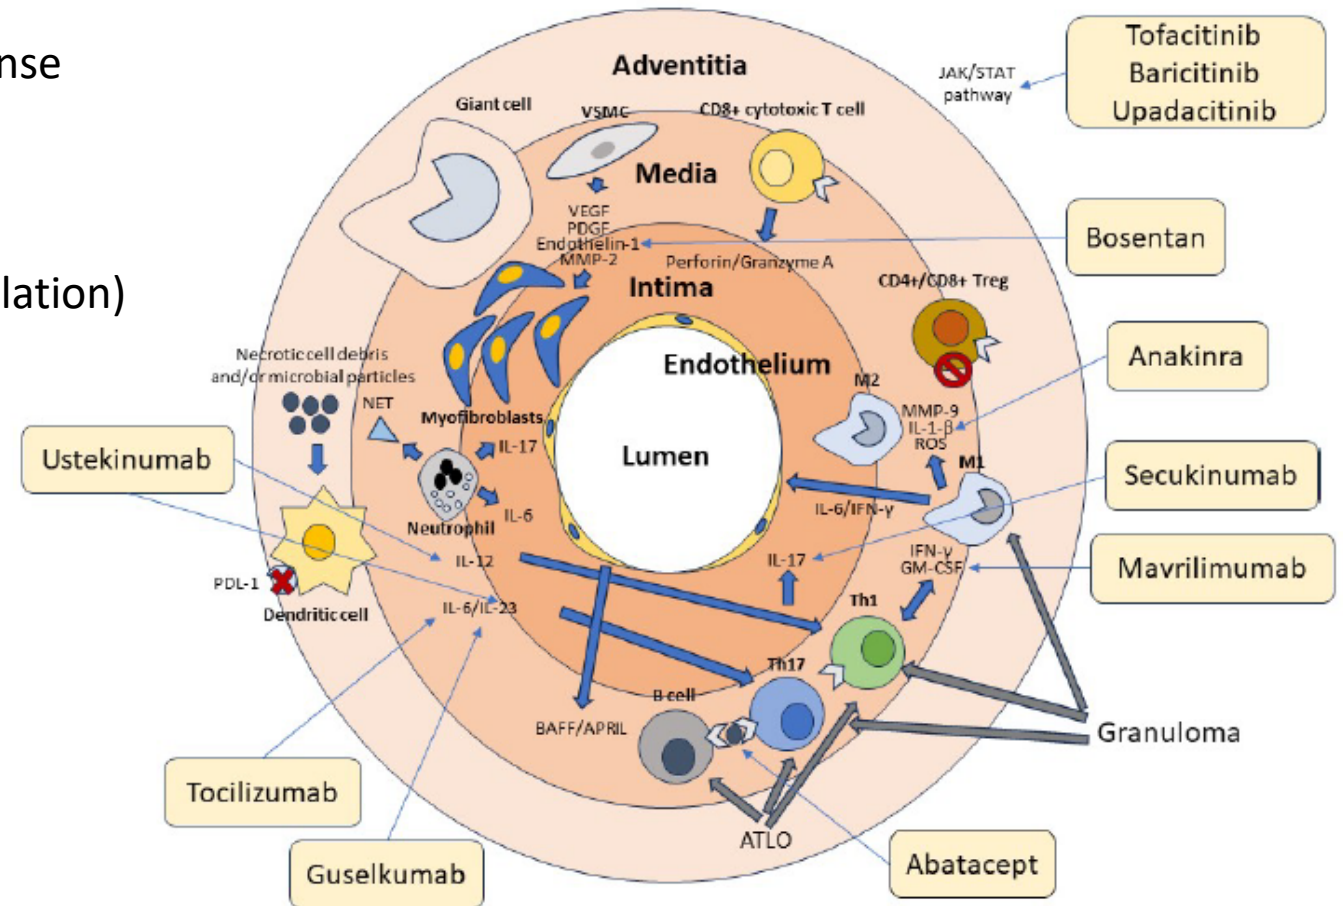 nse
lation)
Tofacitinib
Baricitinib
Upadacitinib
JAK/STAT
pathway
Adventitia
Giant cell
VSMC
CD8+ cytotoxic T cell
Media
VEGF
PDGF
Endothelin-1
MMP-2
Perforin/Granzyme A
Bosentan
Intima
CD4+/CD8+ Treg
Endothelium
Anakinra
Necrotic cell debris
and/or microbial particles
NET
Myofibroblasts
IL-17
M2
MMP-9
IL-1-β
ROS
M1
Ustekinumab
Lumen
Secukinumab
Neutrophil
IL-6
IL-6/IFN-γ
IL-12
IL-17
IFN-γ
GM-CSF
Mavrilimumab
PDL-1
Dendritic cell
IL-6/IL-23
Th1
Th17
B cell
BAFF/APRIL
Granuloma
Tocilizumab
ATLO
Guselkumab
Abatacept